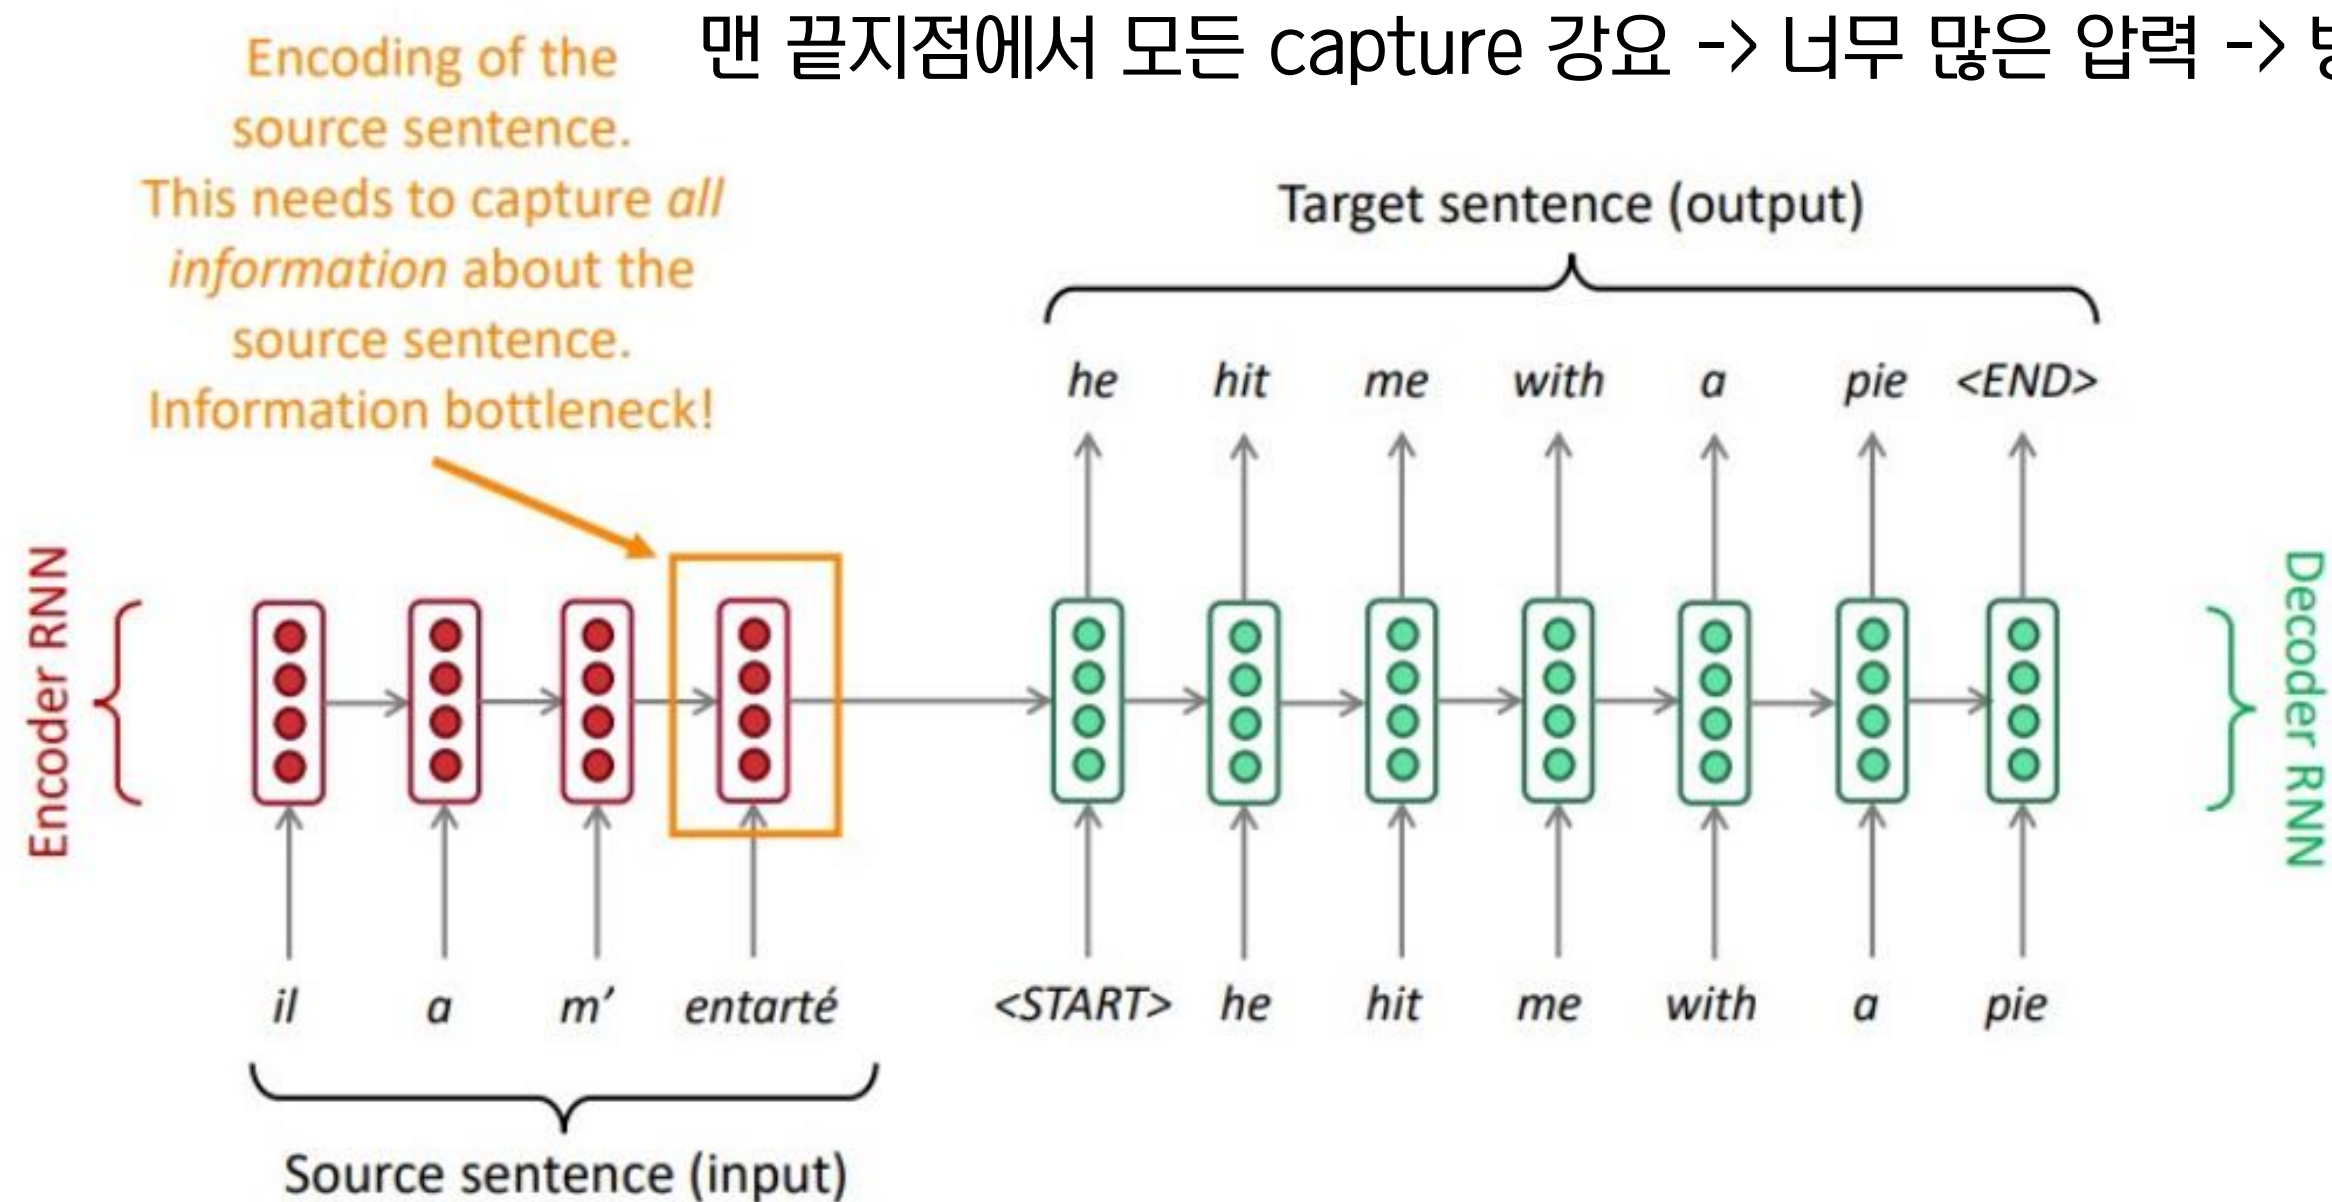 맨 끝지점에서 모든 capture 강요 -> 너무 많은 압력 ->
Encoding of the
source sentence.
This needs to capture all
information about the
source sentence.
Information bottleneck!
Target sentence (output)
he hit me with a pie <END>
Encoder RNN
Decoder RNN
il a m’ entarté <START> he hit me with a pie
Source sentence (input)